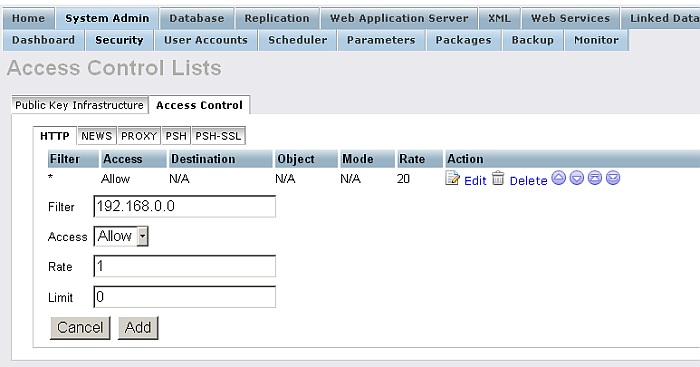 Home System Admin Database Replication Web Application Server XML Web Services Linked Data
Dashboard Security User Accounts Scheduler Parameters Packages Backup Monitor
Access Control Lists
Public Key Infrastructure Access Control
HTTP NEWS PROXY PSH PSH-SSL
Filter Access Destination Object Mode Rate Action
* Allow N/A N/A N/A 20 Edit Delete
Filter 192.168.0.0
Access Allow
Rate 1
Limit 0
Cancel Add